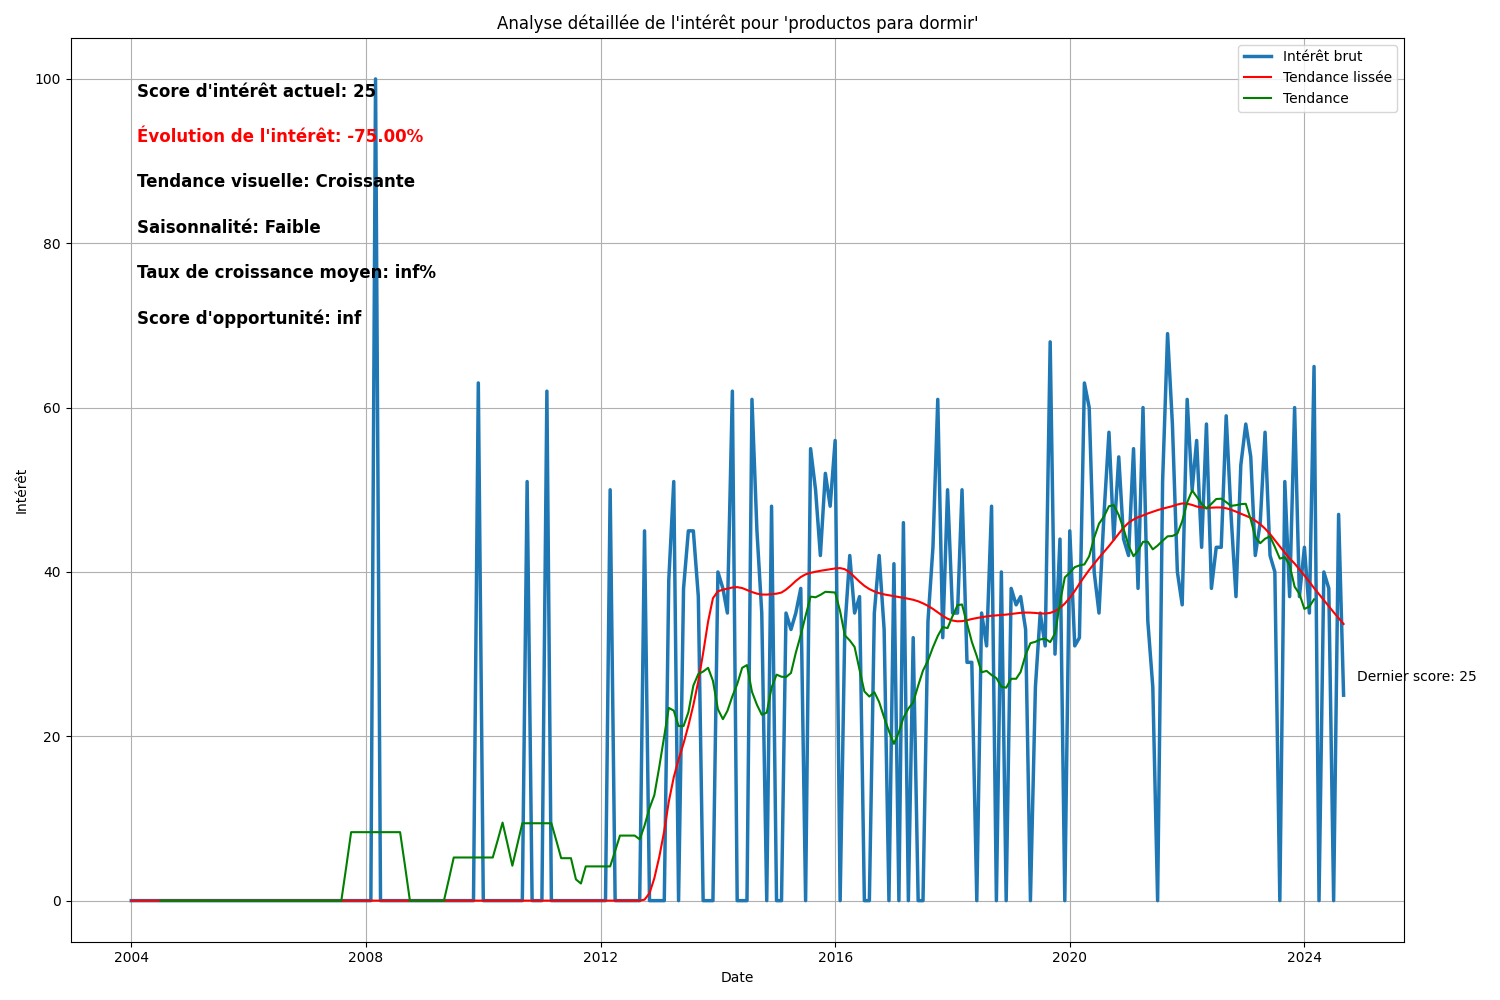 Analyse détaillée de l'intérêt pour 'productos para dormir'
Intérêt brut
Tendance lissée
Tendance
Score d'intérêt actuel: 25
Évolution de l'intérêt: -75.00%
Tendance visuelle: Croissante
Saisonnalité: Faible
Taux de croissance moyen: inf%
Score d'opportunité: inf
Dernier score: 25
Intérêt
100
80
60
40
20
0
2004
2008
2012
2016
2020
2024
Date